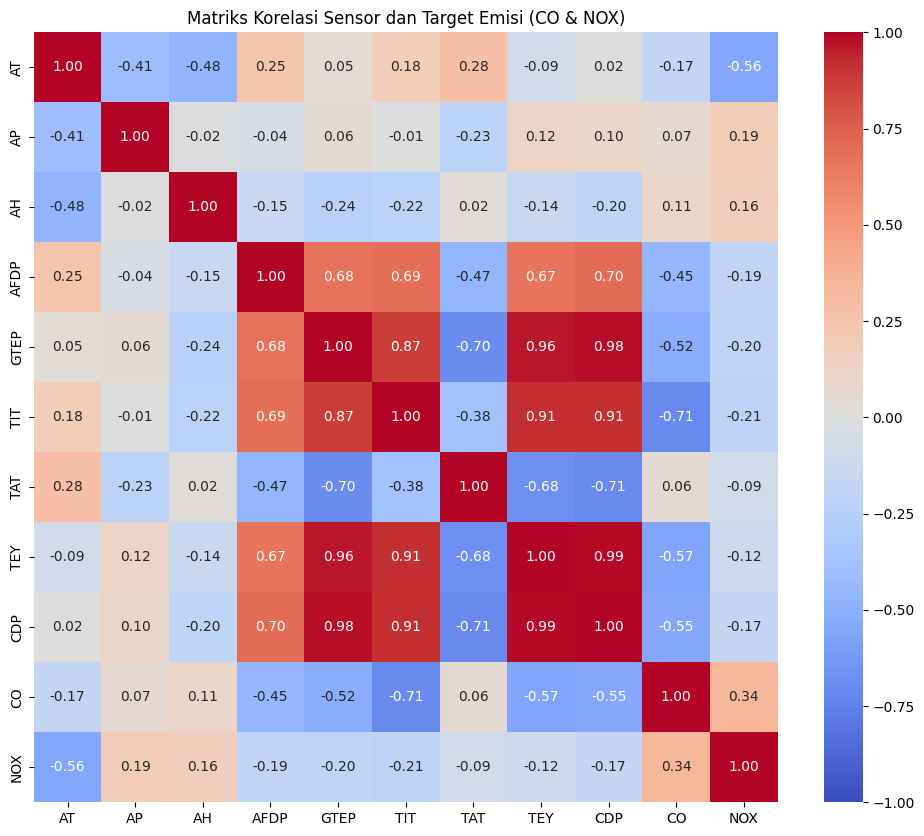 Matriks Korelasi Sensor dan Target Emisi (CO & NOX)
AT 1.00 -0.41 -0.48 0.25 0.05 0.18 0.28 -0.09 0.02 -0.17 -0.56
AP -0.41 1.00 -0.02 -0.04 0.06 -0.01 -0.23 0.12 0.10 0.07 0.19
AH -0.48 -0.02 1.00 -0.15 -0.24 -0.22 0.02 -0.14 -0.20 0.11 0.16
AFDP 0.25 -0.04 -0.15 1.00 0.68 0.69 -0.47 0.67 0.70 -0.45 -0.19
GTEP 0.05 0.06 -0.24 0.68 1.00 0.87 -0.70 0.96 0.98 -0.52 -0.20
TIT 0.18 -0.01 -0.22 0.69 0.87 1.00 -0.38 0.91 0.91 -0.71 -0.21
TAT 0.28 -0.23 0.02 -0.47 -0.70 -0.38 1.00 -0.68 -0.71 0.06 -0.09
TEY -0.09 0.12 -0.14 0.67 0.96 0.91 -0.68 1.00 0.99 -0.57 -0.12
CDP 0.02 0.10 -0.20 0.70 0.98 0.91 -0.71 0.99 1.00 -0.55 -0.17
CO -0.17 0.07 0.11 -0.45 -0.52 -0.71 0.06 -0.57 -0.55 1.00 0.34
NOX -0.56 0.19 0.16 -0.19 -0.20 -0.21 -0.09 -0.12 -0.17 0.34 1.00
AT AP AH AFDP GTEP TIT TAT TEY CDP CO NOX
1.00
0.75
0.50
0.25
0.00
−0.25
−0.50
−0.75
−1.00